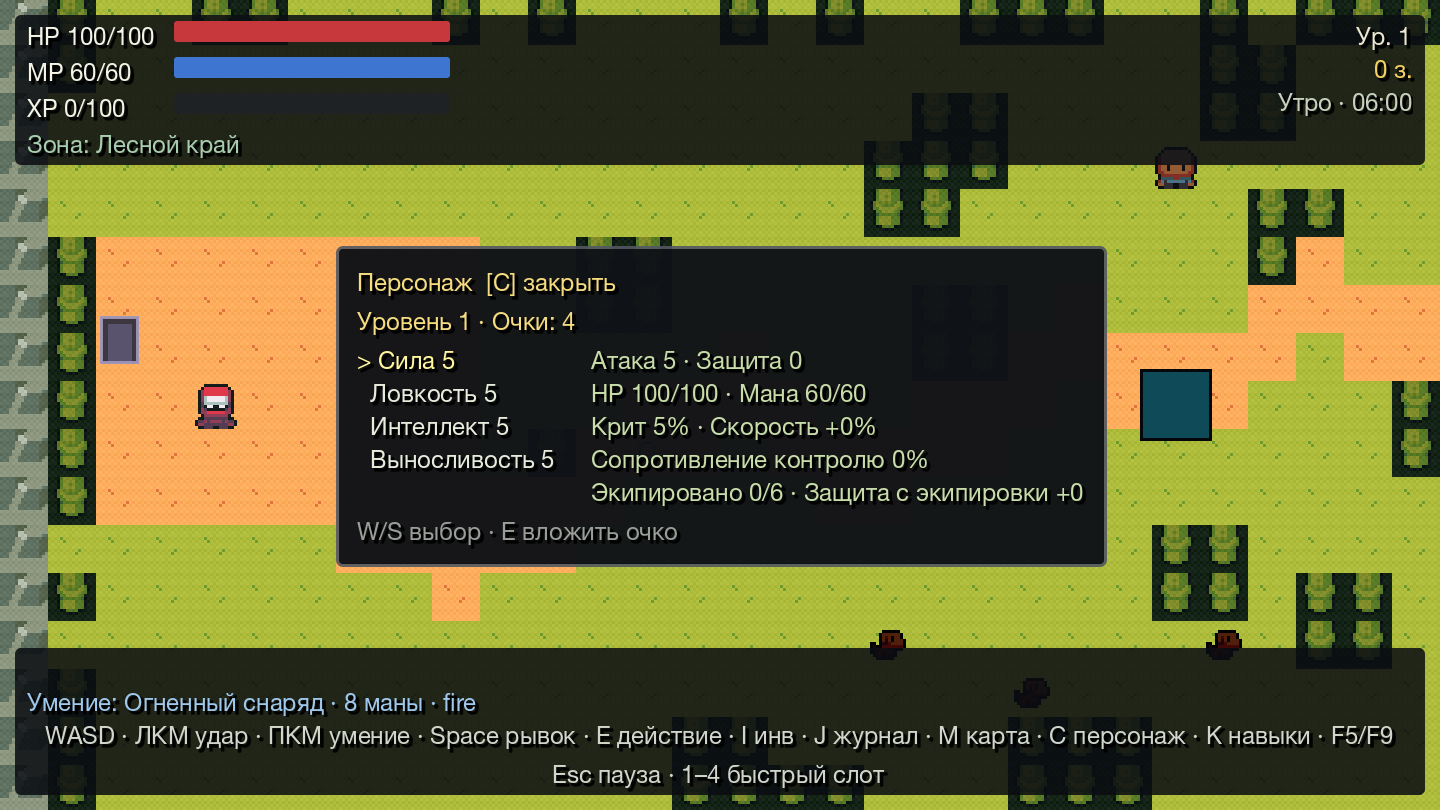 HP 100/100
MP 60/60
XP 0/100
Зона: Лесной край
Ур. 1
0 з.
Утро · 06:00
Персонаж [C] закрыть
Уровень 1 · Очки: 4
> Сила 5 Атака 5 · Защита 0
Ловкость 5 HP 100/100 · Мана 60/60
Интеллект 5 Крит 5% · Скорость +0%
Выносливость 5 Сопротивление контролю 0%
Экипировано 0/6 · Защита с экипировки +0
W/S выбор · E вложить очко
Умение: Огненный снаряд · 8 маны · fire
WASD · ЛКМ удар · ПКМ умение · Space рывок · E действие · I инв · J журнал · M карта · C персонаж · K навыки · F5/F9
Esc пауза · 1–4 быстрый слот